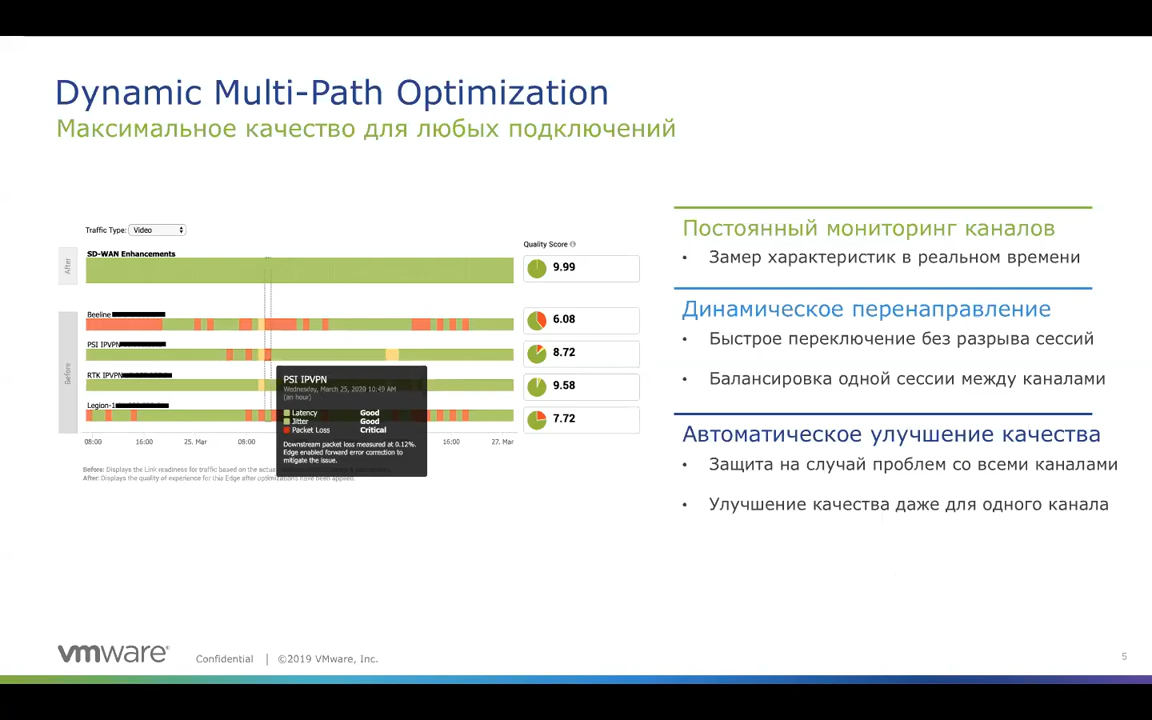 Dynamic Multi-Path Optimization
Максимальное качество для любых подключений
Traffic Type: Video
Quality Score
After
SD-WAN Enhancements
9.99
Before
Beeline
6.08
PSI IPVPN
8.72
RTK IPVPN
9.58
Legion-1
7.72
PSI IPVPN
Wednesday, March 25, 2020 10:49 AM
(an hour)
Latency Good
Jitter Good
Packet Loss Critical
Downstream packet loss measured at 0.12%.
Edge enabled forward error correction to
mitigate the issue.
08:00 16:00 25. Mar 08:00 16:00 27. Mar
Before: Displays the Link readiness for traffic based on the actua
After: Displays the quality of experience for this Edge after optimizations have been applied.
Постоянный мониторинг каналов
• Замер характеристик в реальном времени
Динамическое перенаправление
• Быстрое переключение без разрыва сессий
• Балансировка одной сессии между каналами
Автоматическое улучшение качества
• Защита на случай проблем со всеми каналами
• Улучшение качества даже для одного канала
vmware®
Confidential | ©2019 VMware, Inc.
5